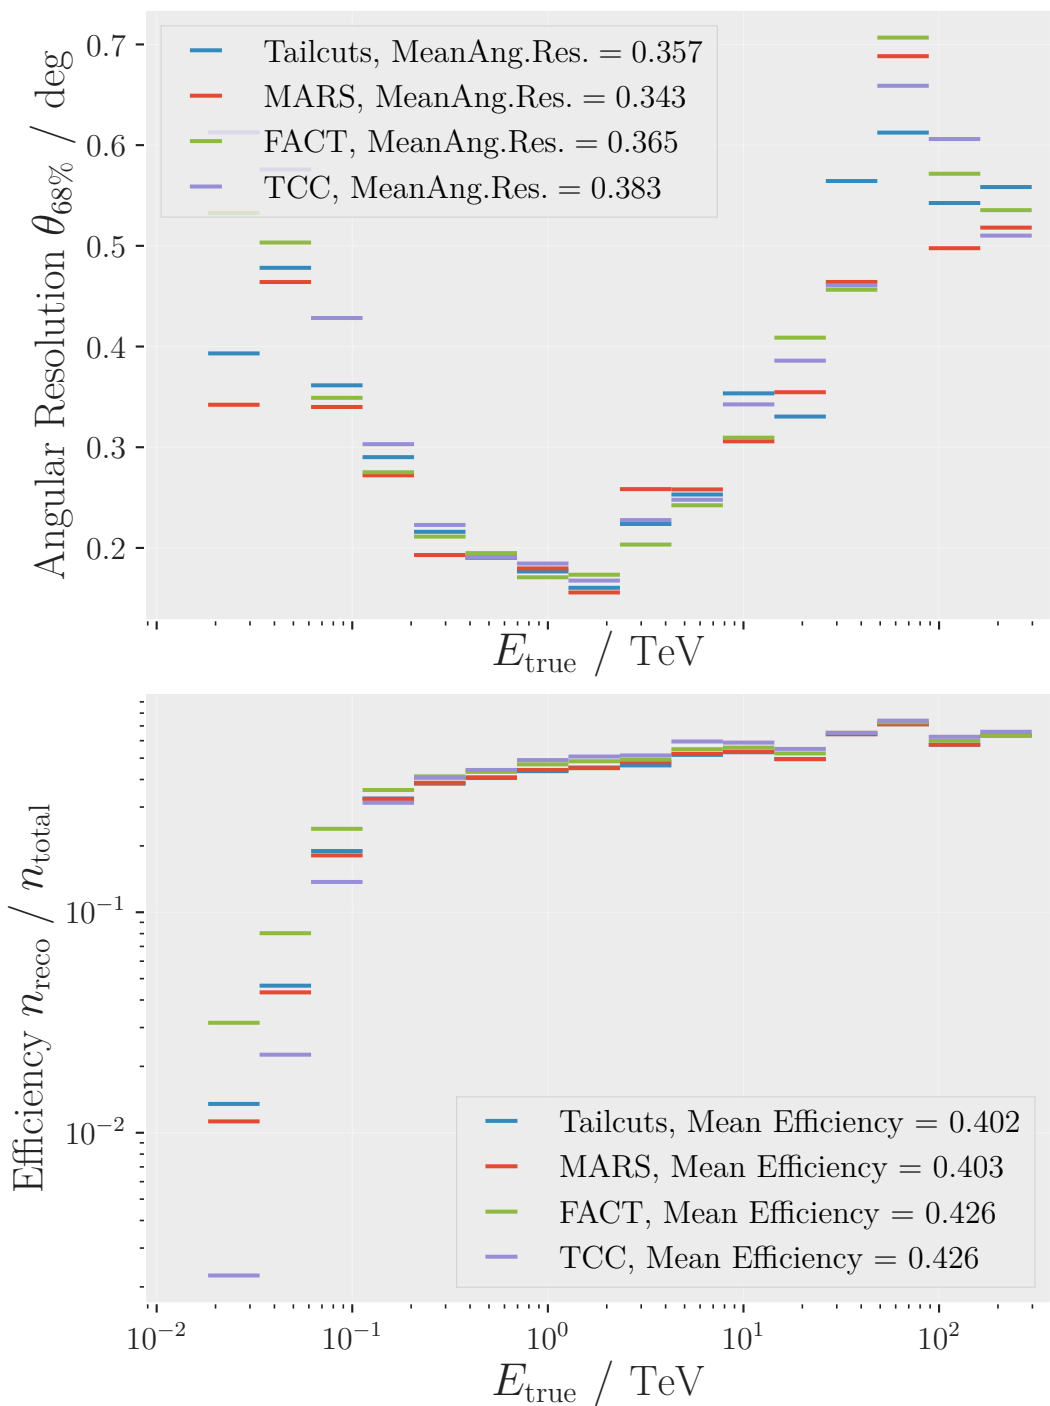 Angular Resolution θ68% / deg
0.7
0.6
0.5
0.4
0.3
0.2
Tailcuts, MeanAng.Res. = 0.357
MARS, MeanAng.Res. = 0.343
FACT, MeanAng.Res. = 0.365
TCC, MeanAng.Res. = 0.383
Etrue / TeV
Efficiency nreco / ntotal
10⁻¹
10⁻²
Tailcuts, Mean Efficiency = 0.402
MARS, Mean Efficiency = 0.403
FACT, Mean Efficiency = 0.426
TCC, Mean Efficiency = 0.426
10⁻² 10⁻¹ 10⁰ 10¹ 10²
Etrue / TeV